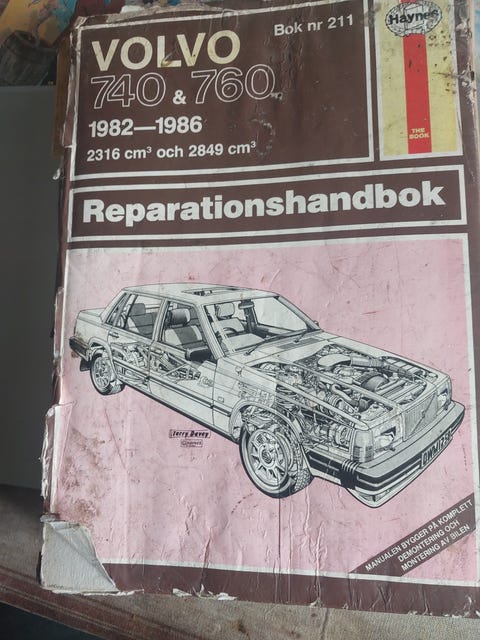 Bok nr 211
Haynes
VOLVO
740 & 760
1982—1986
2316 cm³ och 2849 cm³
THE
BOOK
Reparationshandbok
Terry Davey
Haynes
MANUALEN BYGGER PÅ KOMPLETT
DEMONTERING OCH
MONTERING AV BILEN